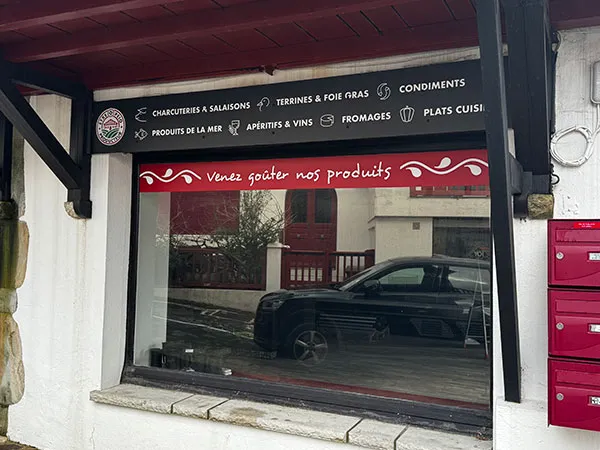 CHARCUTERIES & SALAISONS TERRINES & FOIE GRAS CONDIMENTS
PRODUITS DE LA MER APÉRITIFS & VINS FROMAGES PLATS CUISI
Venez goûter nos produits